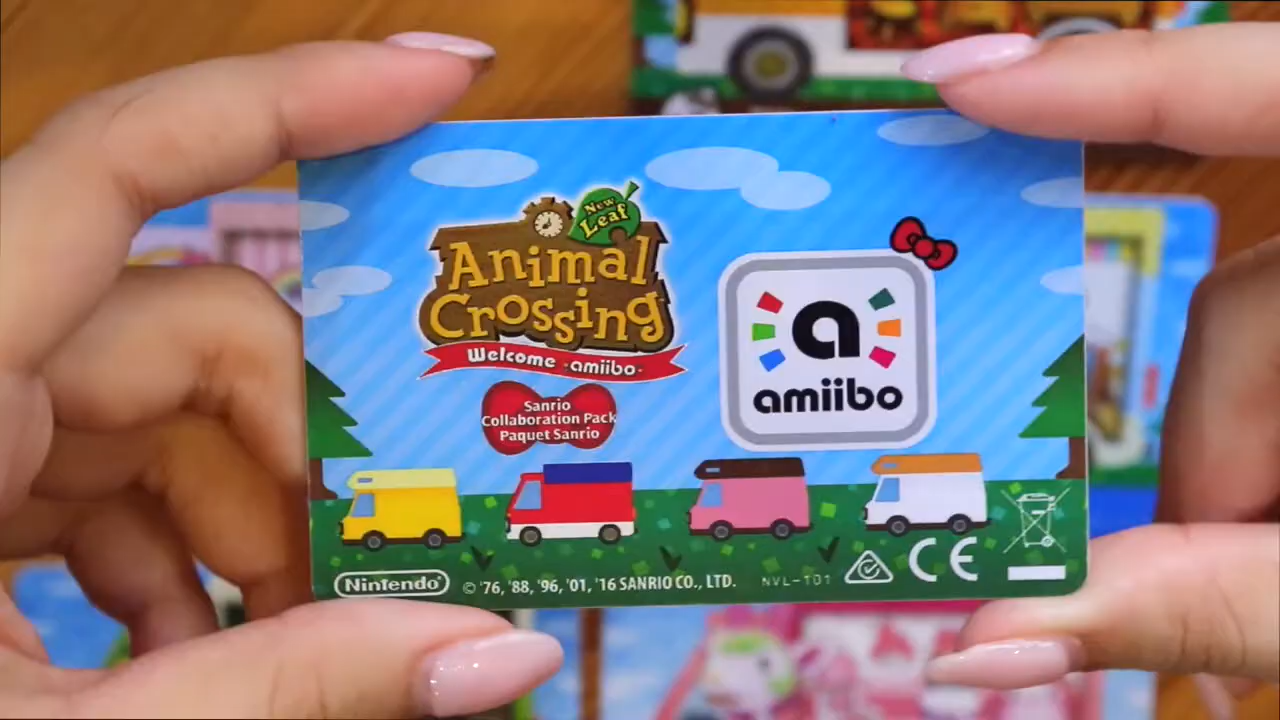 New
Leaf
Animal
Crossing
Welcome -amiibo-
Sanrio
Collaboration Pack
Paquet Sanrio
a
amiibo
Nintendo®
© '76, '88, '96, '01, '16 SANRIO CO., LTD.
NVL-101
CE